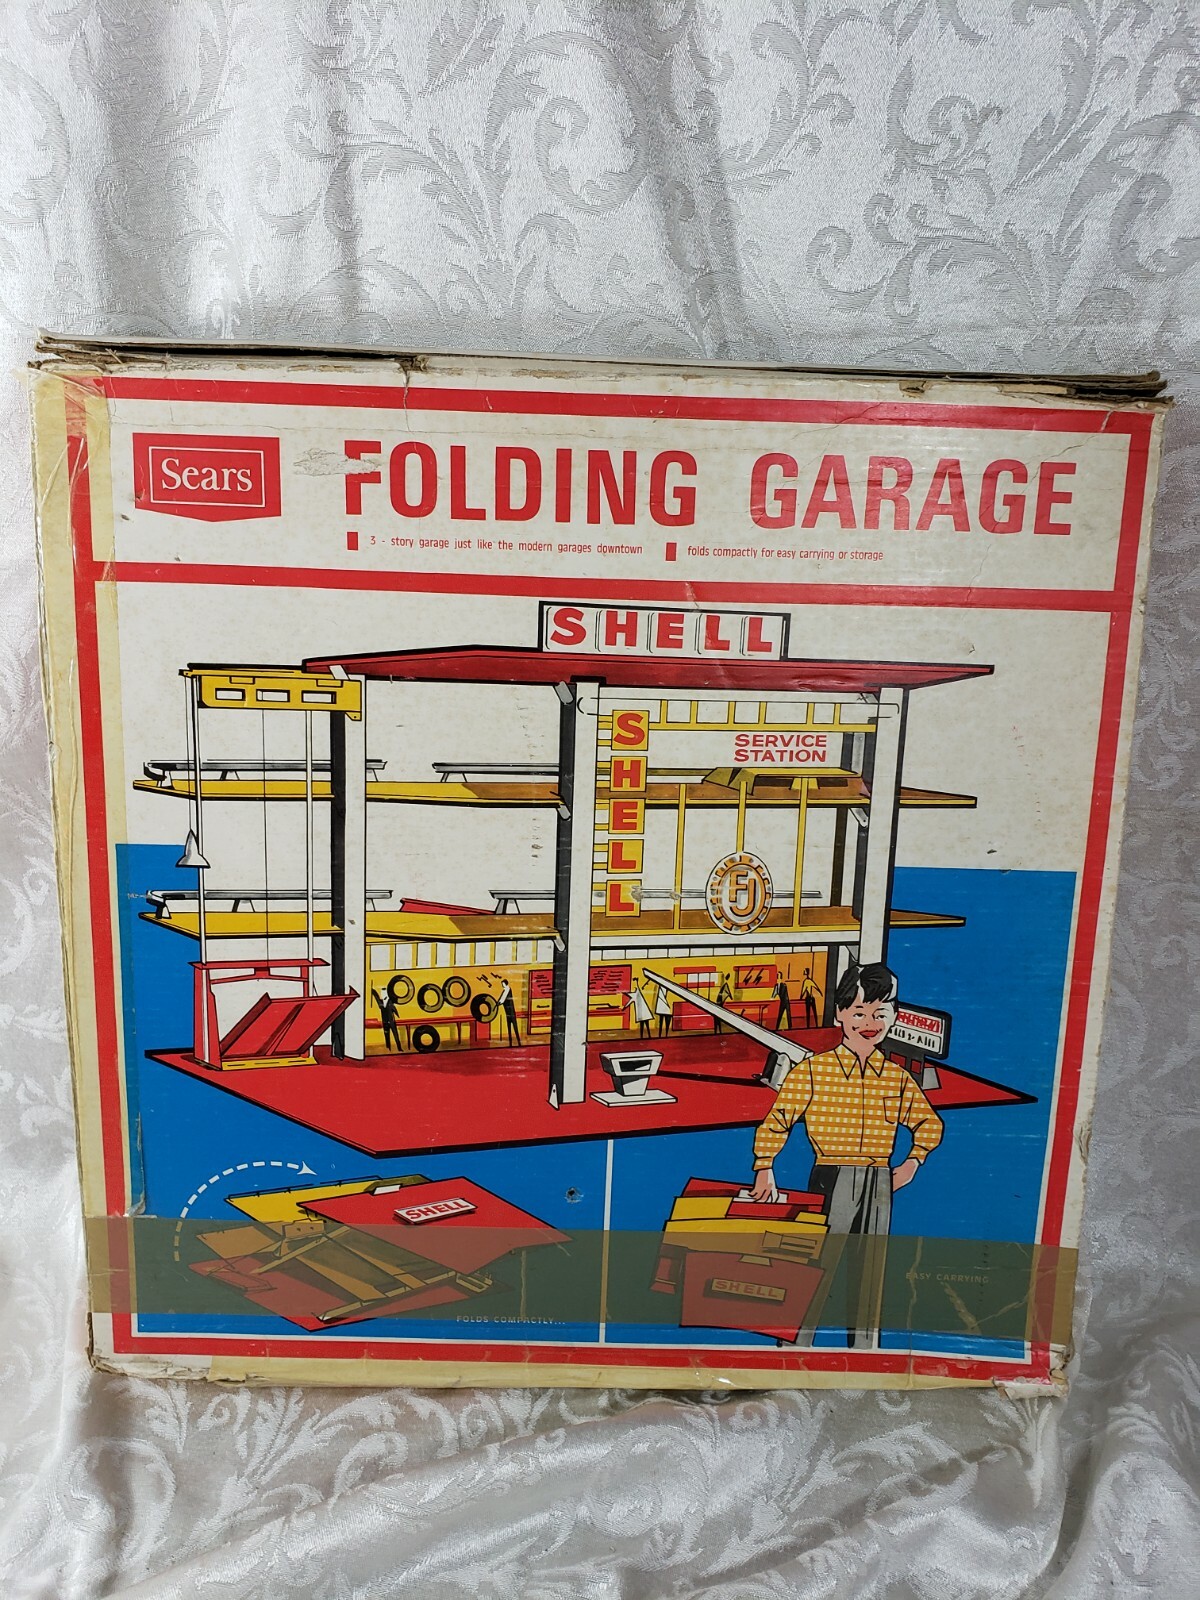 Sears
FOLDING GARAGE
3 - story garage just like the modern garages downtown
folds compactly for easy carrying or storage
SHELL
SHELL
SERVICE
STATION
FJ
SHELL
FOLDS COMPACTLY...
SHELL
EASY CARRYING